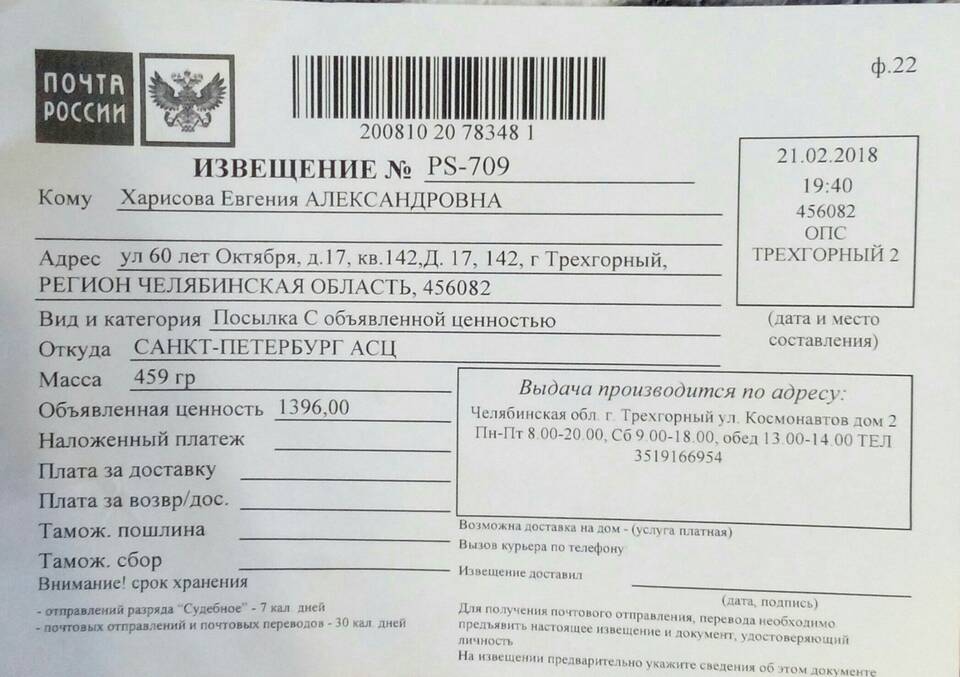 ПОЧТА
РОССИИ
ф.22
200810 20 78348 1
ИЗВЕЩЕНИЕ № PS-709
Кому Харисова Евгения АЛЕКСАНДРОВНА
Адрес ул 60 лет Октября, д.17, кв.142,Д. 17, 142, г Трехгорный,
РЕГИОН ЧЕЛЯБИНСКАЯ ОБЛАСТЬ, 456082
21.02.2018
19:40
456082
ОПС
ТРЕХГОРНЫЙ 2
(дата и место
составления)
Вид и категория Посылка С объявленной ценностью
Откуда САНКТ-ПЕТЕРБУРГ АСЦ
Масса 459 гр
Объявленная ценность 1396,00
Наложенный платеж
Плата за доставку
Плата за возвр/дос.
Тамож. пошлина
Тамож. сбор
Внимание! срок хранения
- отправлений разряда "Судебное" - 7 кал. дней
- почтовых отправлений и почтовых переводов - 30 кал. дней
Выдача производится по адресу:
Челябинская обл. г. Трехгорный ул. Космонавтов дом 2
Пн-Пт 8.00-20.00, Сб 9.00-18.00, обед 13.00-14.00 ТЕЛ
3519166954
Возможна доставка на дом - (услуга платная)
Вызов курьера по телефону
Извещение доставил
(дата, подпись)
Для получения почтового отправления, перевода необходимо
предъявить настоящее извещение и документ, удостоверяющий
личность
На извещении предварительно укажите сведения об этом документе